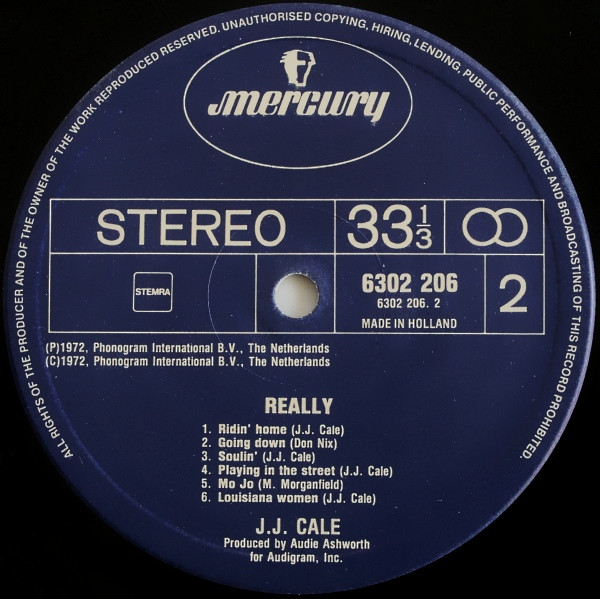 ALL RIGHTS OF THE PRODUCER AND OF THE OWNER OF THE WORK REPRODUCED RESERVED. UNAUTHORISED COPYING, HIRING, LENDING, PUBLIC PERFORMANCE AND BROADCASTING OF THIS RECORD PROHIBITED.
mercury
STEREO 33 1/3
STEMRA
6302 206
6302 206. 2
MADE IN HOLLAND
2
(P)1972, Phonogram International B.V., The Netherlands
(C)1972, Phonogram International B.V., The Netherlands
REALLY
1. Ridin' home (J.J. Cale)
2. Going down (Don Nix)
3. Soulin' (J.J. Cale)
4. Playing in the street (J.J. Cale)
5. Mo Jo (M. Morganfield)
6. Louisiana women (J.J. Cale)
J.J. CALE
Produced by Audie Ashworth
for Audigram, Inc.